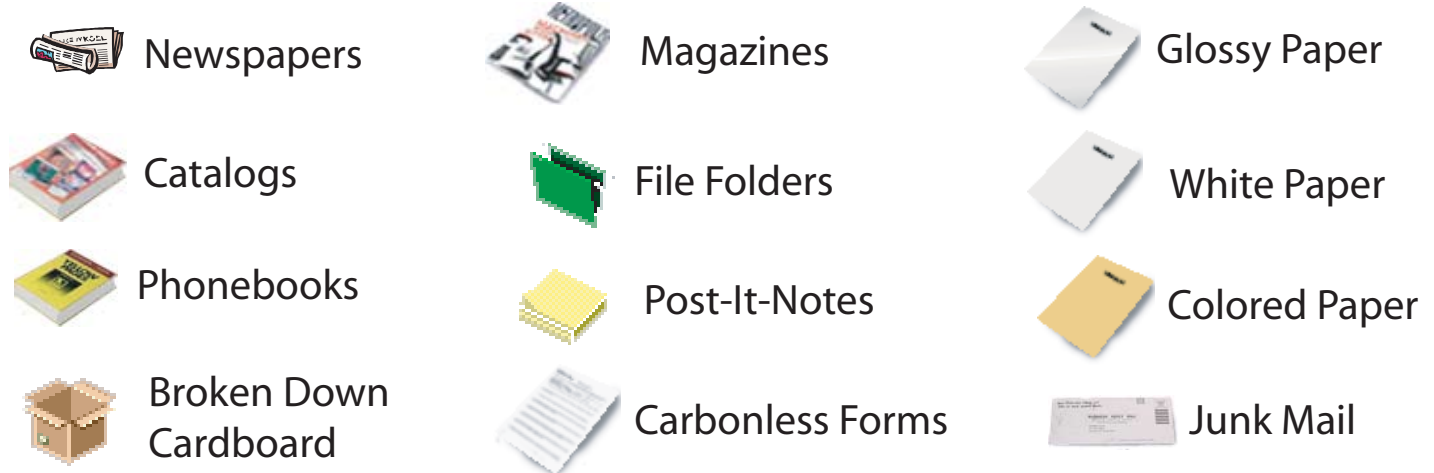 Newspapers
Magazines
Glossy Paper
Catalogs
File Folders
White Paper
Phonebooks
Post-It-Notes
Colored Paper
Broken Down
Cardboard
Carbonless Forms
Junk Mail